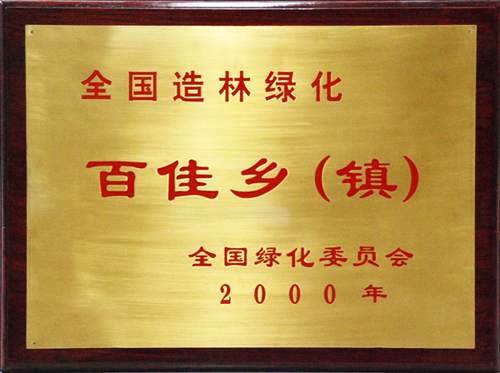 全国造林绿化
百佳乡(镇)
全国绿化委员会
2000年